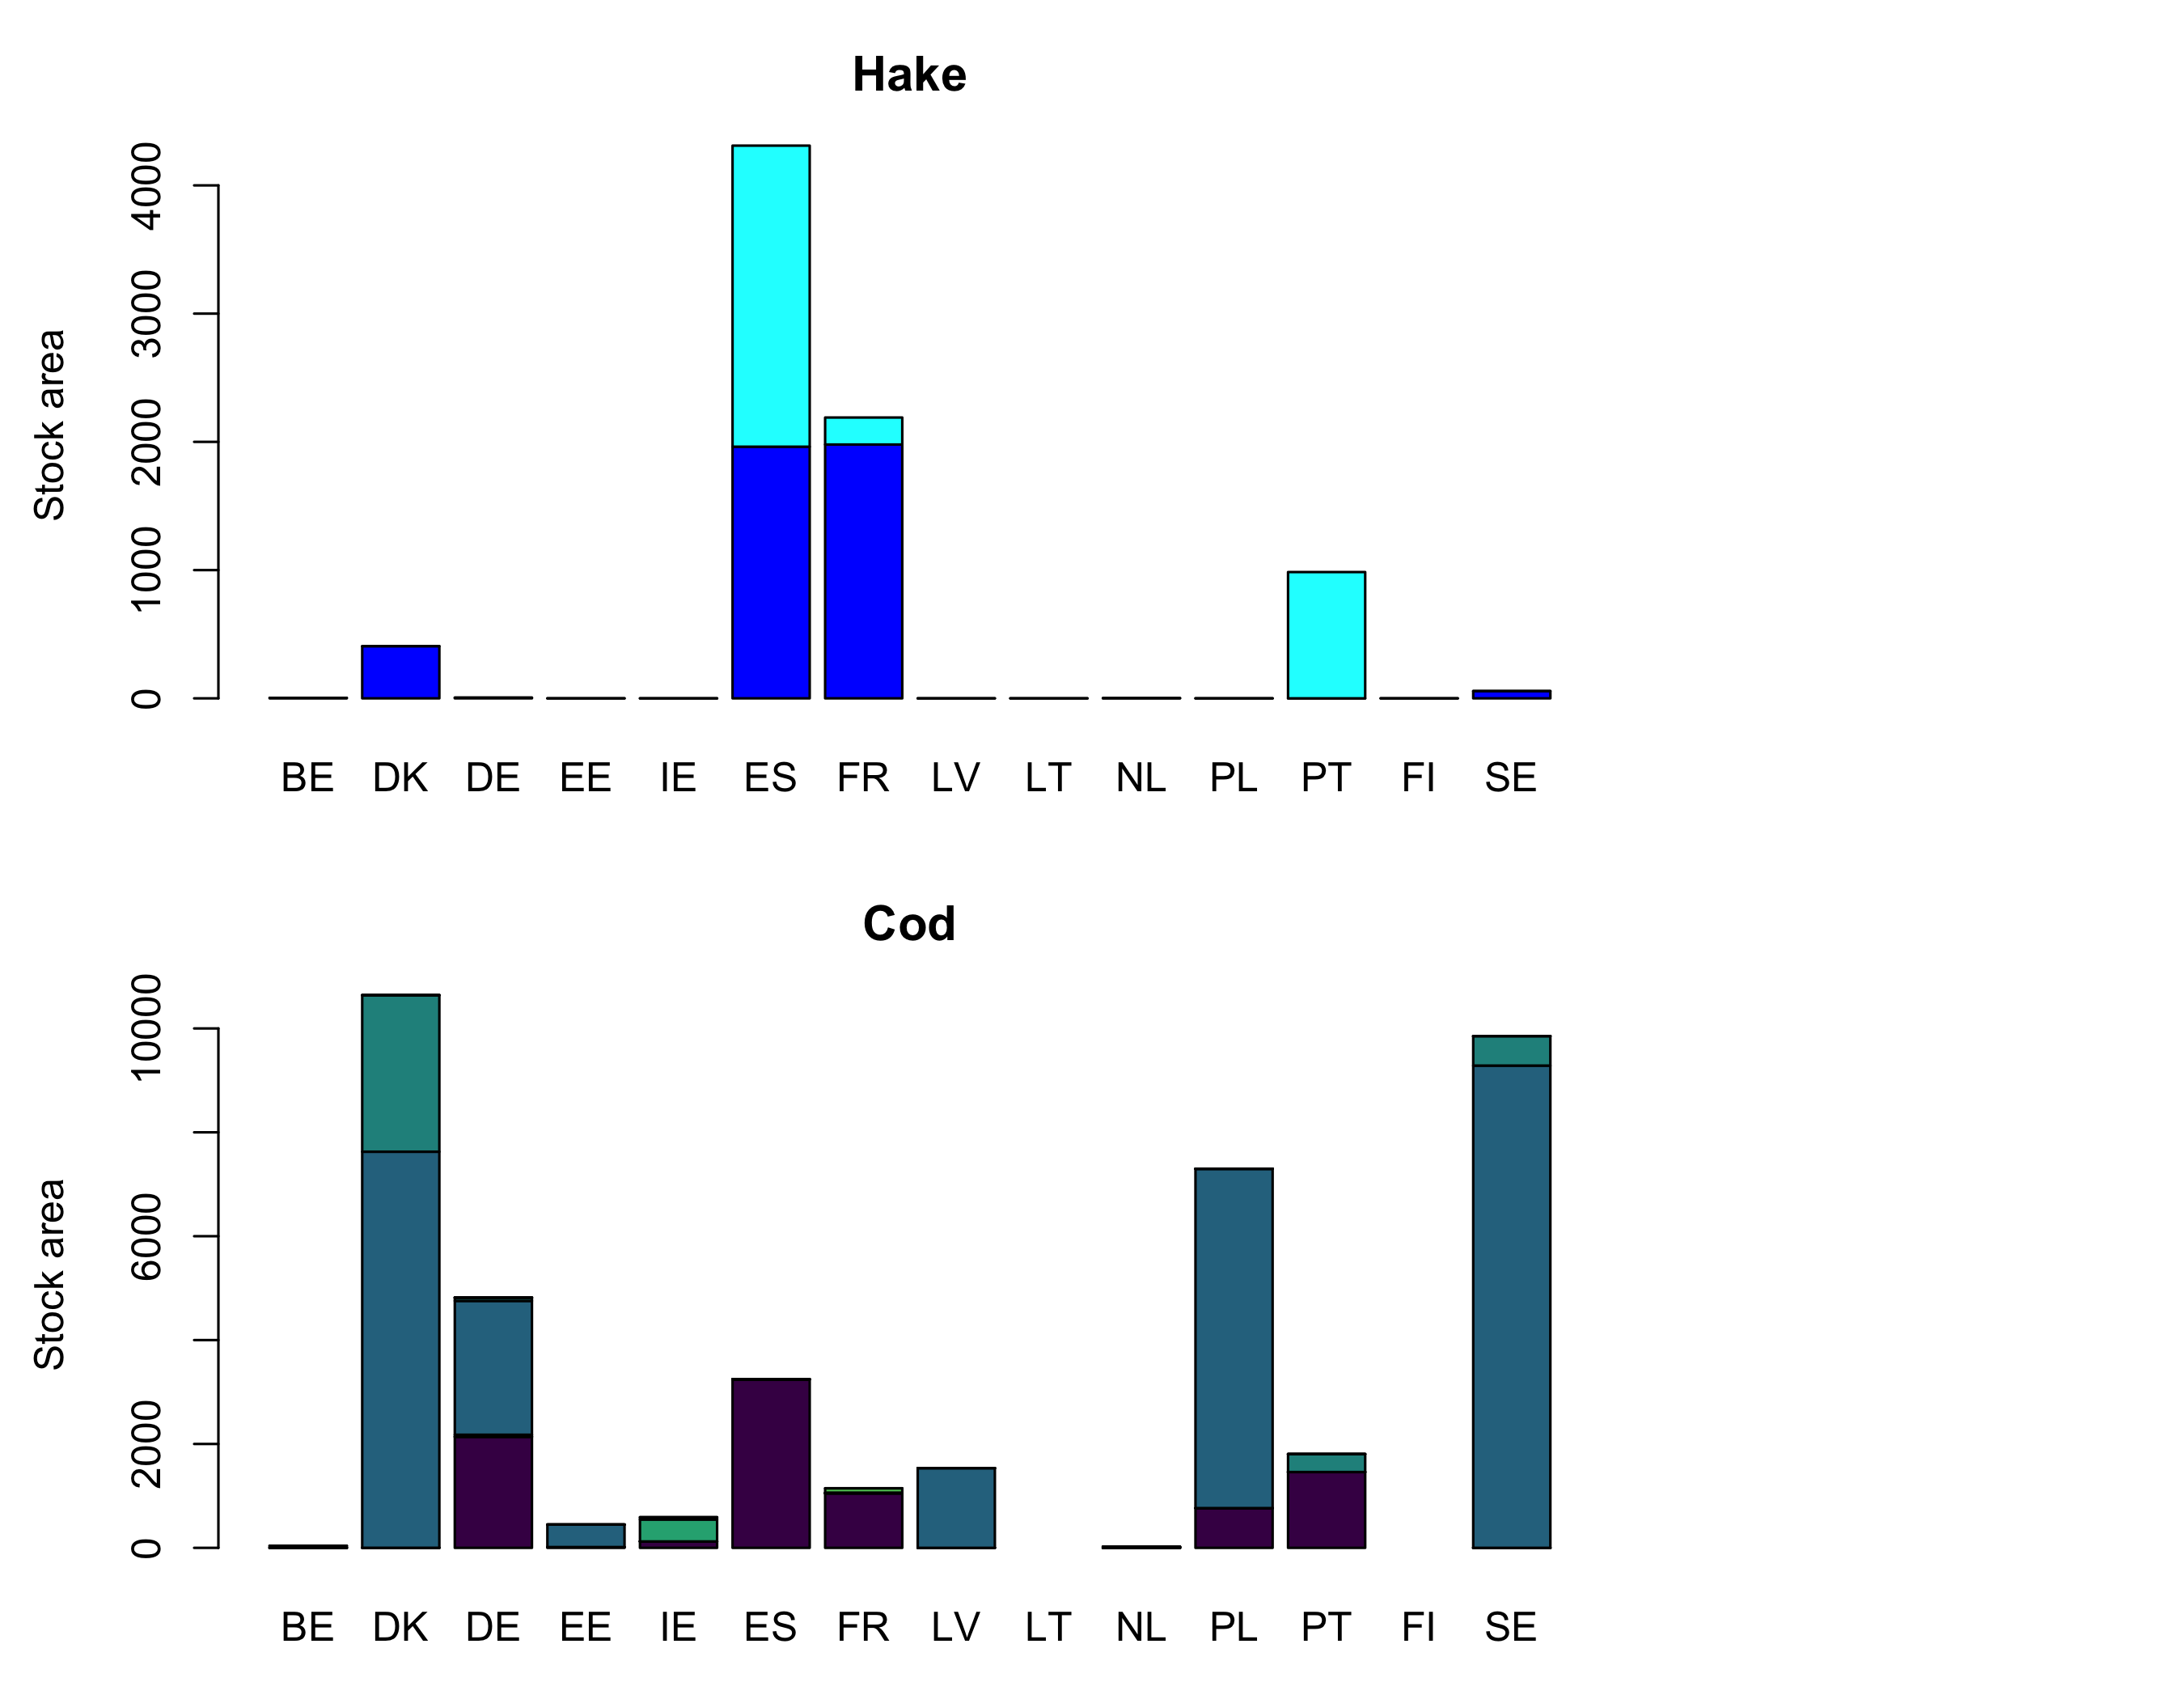 Hake
Stock area
4000
3000
2000
1000
0
BE DK DE EE IE ES FR LV LT NL PL PT FI SE
Cod
Stock area
10000
6000
2000
0
BE DK DE EE IE ES FR LV LT NL PL PT FI SE